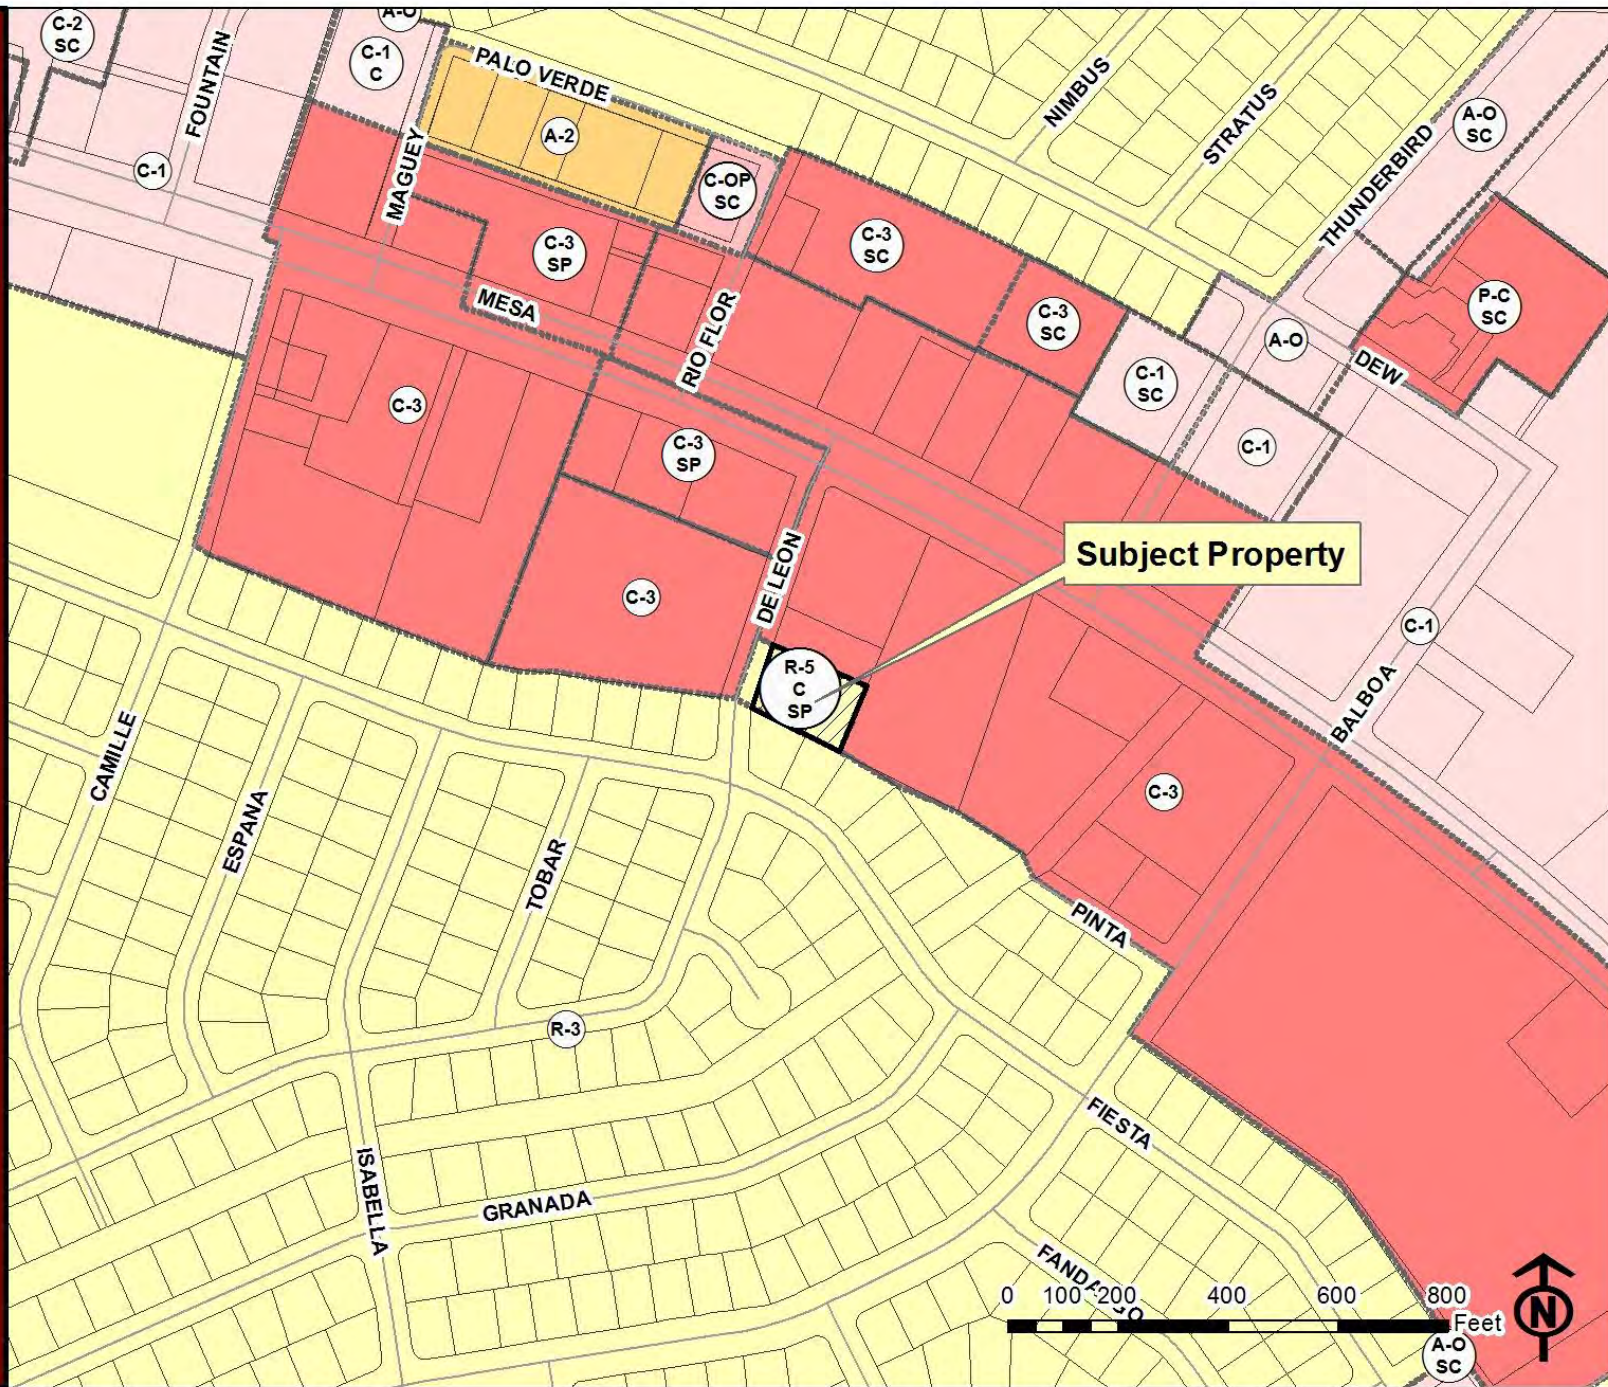 C-2
SC
A-O
C-1
C
FOUNTAIN
PALO VERDE
NIMBUS
STRATUS
A-O
SC
A-2
C-1
MAGUEY
C-OP
SC
THUNDERBIRD
C-3
SP
C-3
SC
MESA
RIO FLOR
C-3
SC
P-C
SC
A-O
DEW
C-1
SC
C-3
C-1
C-3
SP
Subject Property
C-3
DE LEON
C-1
R-5
C
SP
BALBOA
CAMILLE
ESPANA
TOBAR
C-3
PINTA
R-3
FIESTA
ISABELLA
GRANADA
FANDANGO
0 100 200 400 600 800
Feet
N
A-O
SC